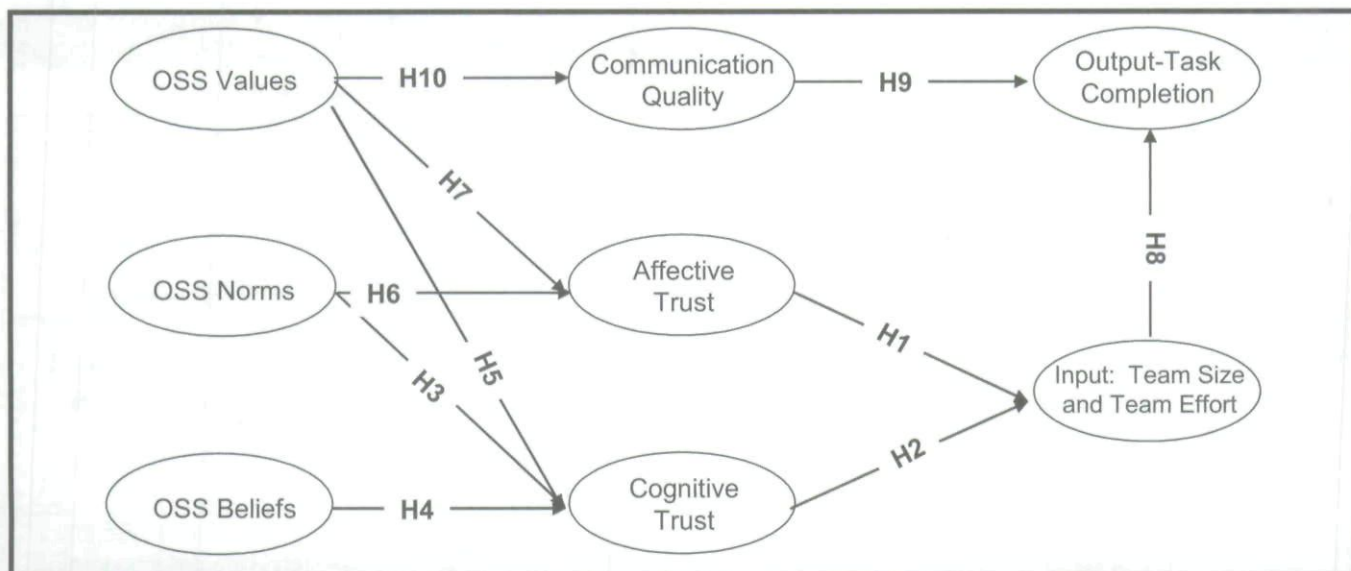 OSS Values
H10
Communication
Quality
H9
Output-Task
Completion
H7
H8
OSS Norms
H6
Affective
Trust
H1
H5
H3
Input: Team Size
and Team Effort
H2
OSS Beliefs
H4
Cognitive
Trust